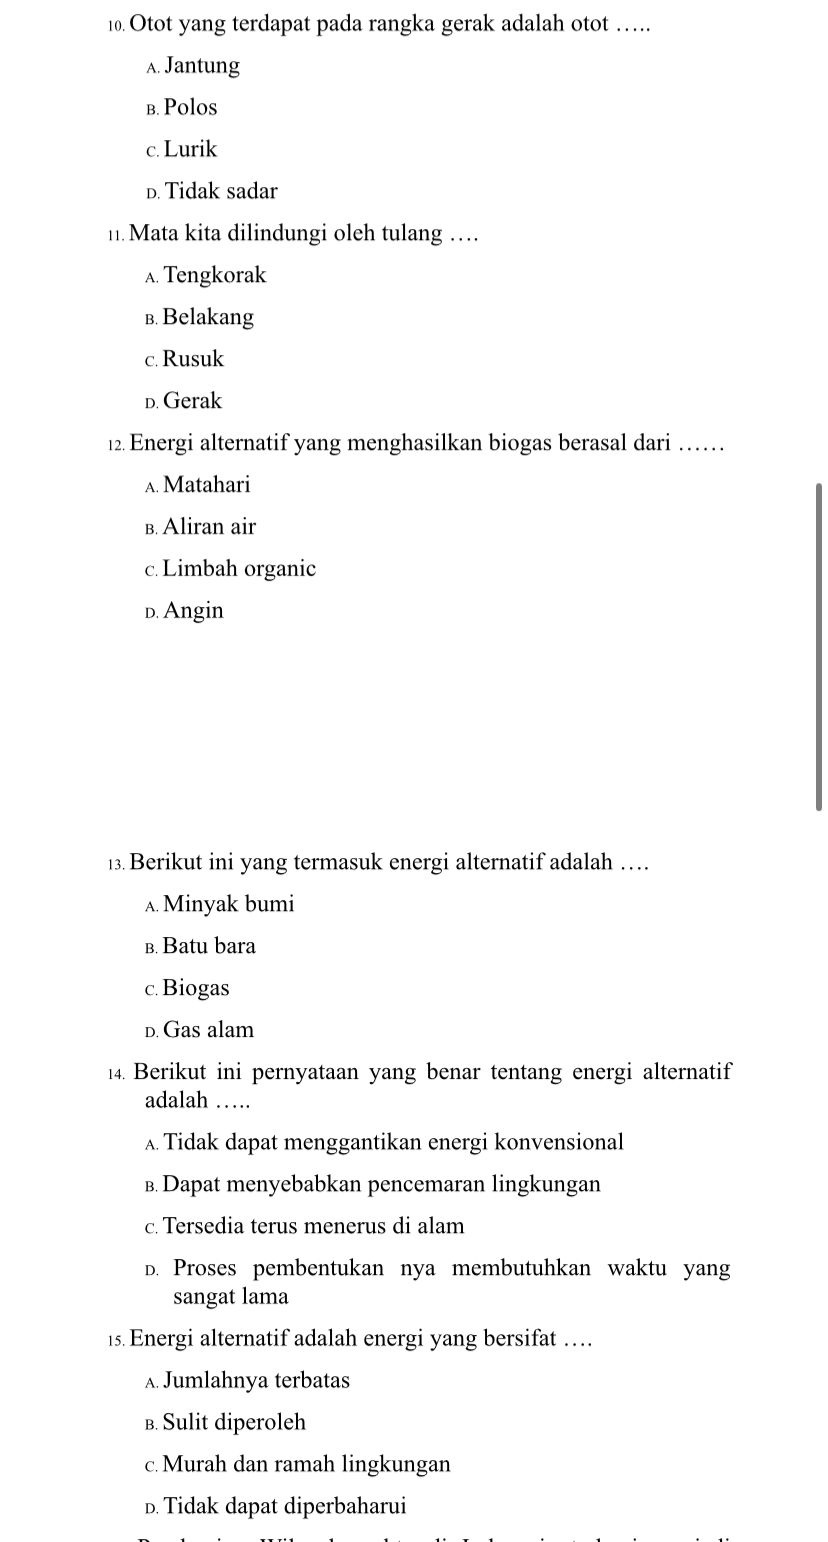 10. Otot yang terdapat pada rangka gerak adalah otot …..
A. Jantung
B. Polos
C. Lurik
D. Tidak sadar
11. Mata kita dilindungi oleh tulang ….
A. Tengkorak
B. Belakang
C. Rusuk
D. Gerak
12. Energi alternatif yang menghasilkan biogas berasal dari ……
A. Matahari
B. Aliran air
C. Limbah organic
D. Angin
13. Berikut ini yang termasuk energi alternatif adalah ….
A. Minyak bumi
B. Batu bara
C. Biogas
D. Gas alam
14. Berikut ini pernyataan yang benar tentang energi alternatif
adalah …..
A. Tidak dapat menggantikan energi konvensional
B. Dapat menyebabkan pencemaran lingkungan
C. Tersedia terus menerus di alam
D. Proses pembentukan nya membutuhkan waktu yang
sangat lama
15. Energi alternatif adalah energi yang bersifat ….
A. Jumlahnya terbatas
B. Sulit diperoleh
C. Murah dan ramah lingkungan
D. Tidak dapat diperbaharui